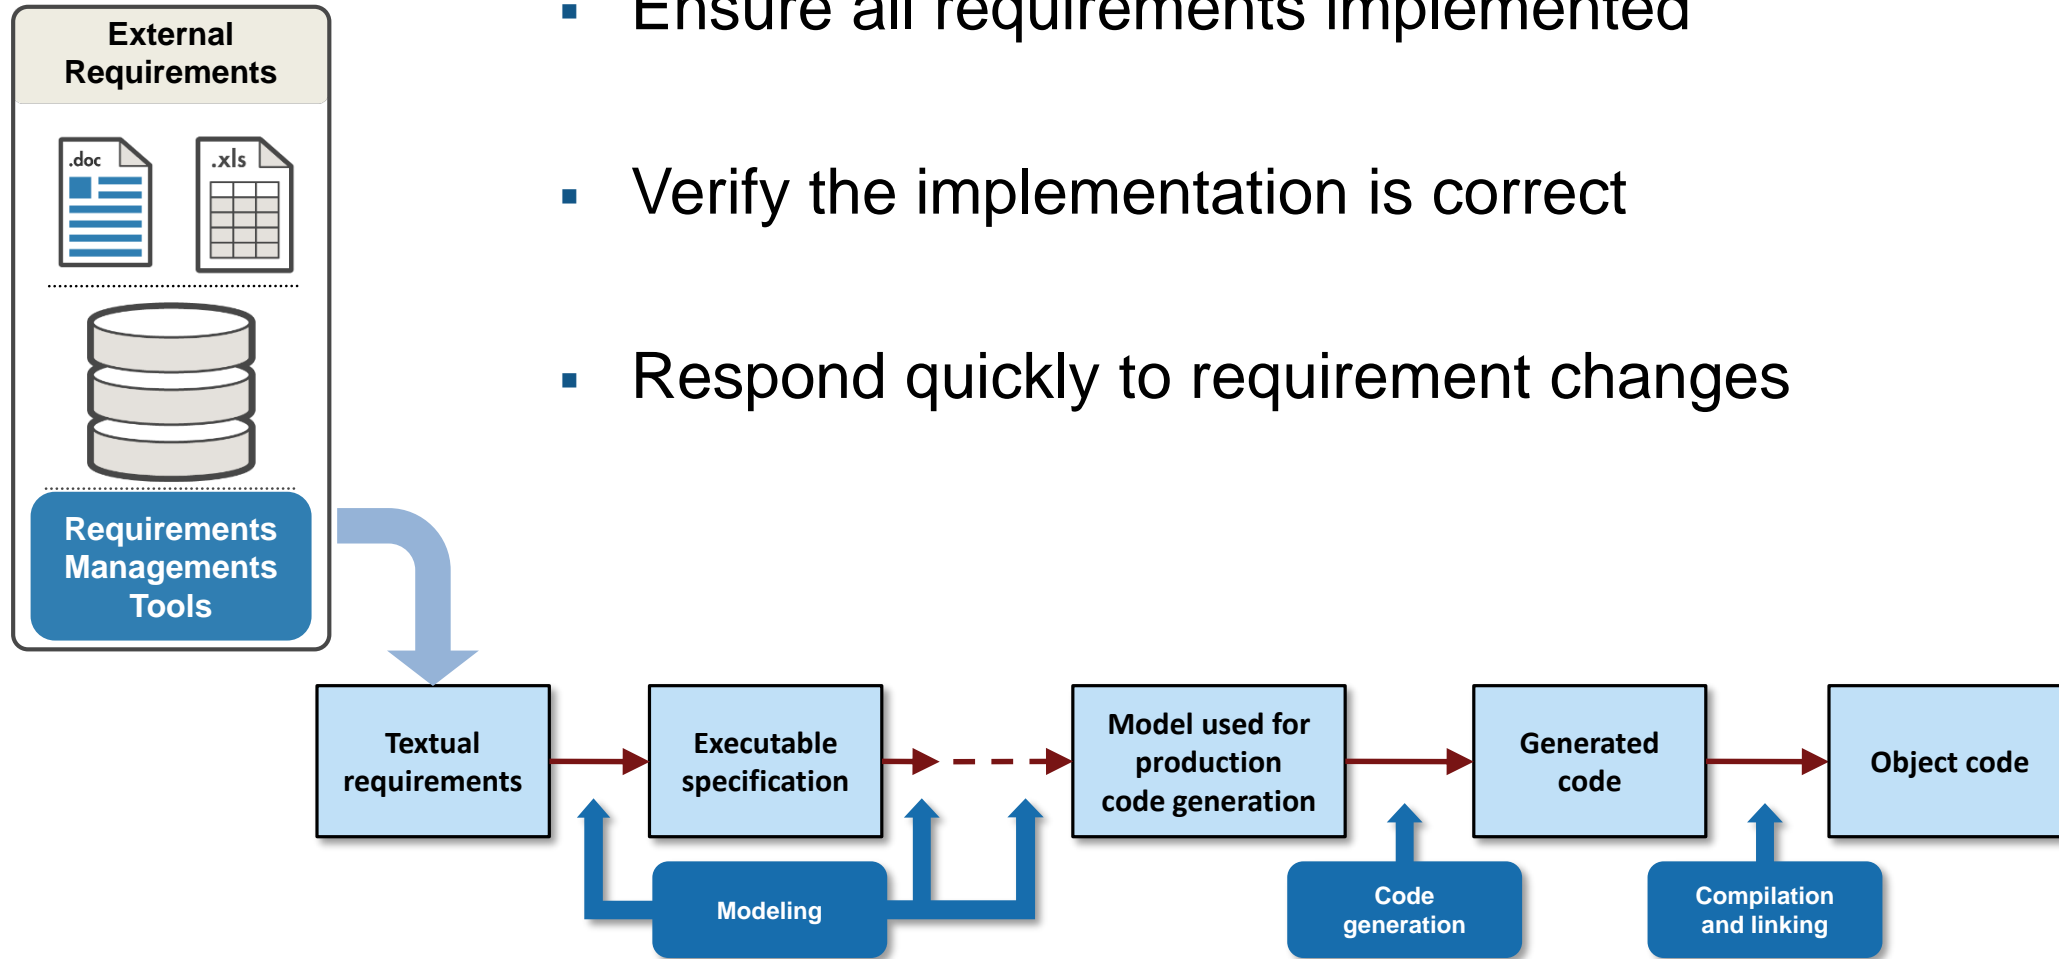 External
Requirements
.doc
.xls
Requirements
Managements
Tools
▪ Ensure all requirements implemented
▪ Verify the implementation is correct
▪ Respond quickly to requirement changes
Textual
requirements
Executable
specification
Model used for
production
code generation
Generated
code
Object code
Modeling
Code
generation
Compilation
and linking